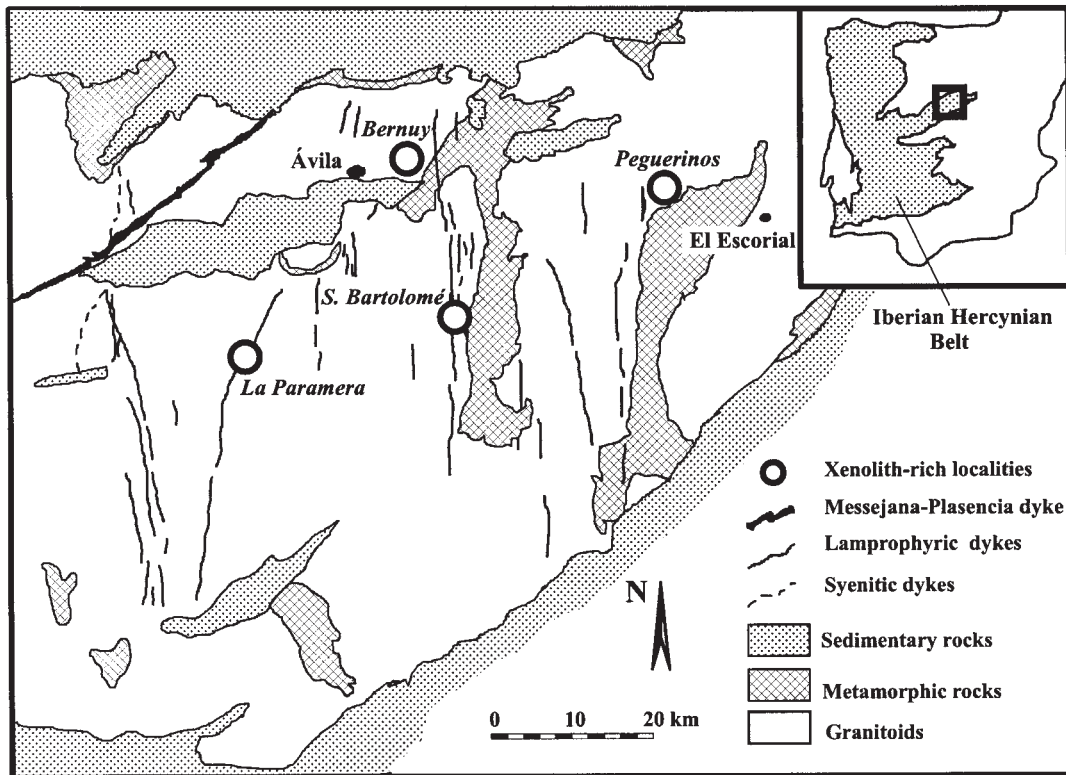 Bernuy
Ávila
Peguerinos
El Escorial
S. Bartolomé
La Paramera
Iberian Hercynian
Belt
Xenolith-rich localities
Messejana-Plasencia dyke
Lamprophyric dykes
Syenitic dykes
Sedimentary rocks
Metamorphic rocks
Granitoids
N
0 10 20 km